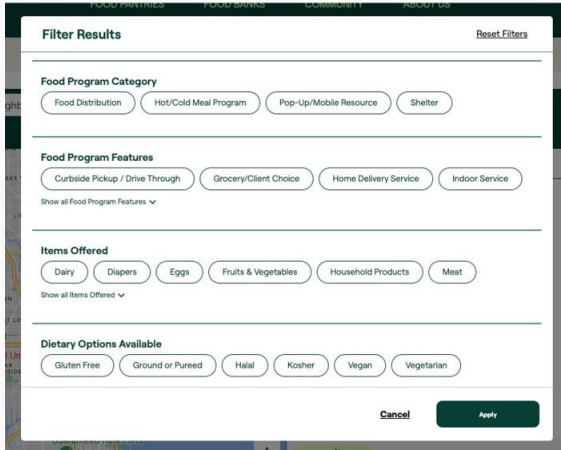 FOOD PANTRIES FOOD BANKS COMMUNITY ABOUT US
Filter Results Reset Filters
Food Program Category
Food Distribution Hot/Cold Meal Program Pop-Up/Mobile Resource Shelter
Food Program Features
Curbside Pickup / Drive Through Grocery/Client Choice Home Delivery Service Indoor Service
Show all Food Program Features
Items Offered
Dairy Diapers Eggs Fruits & Vegetables Household Products Meat
Show all Items Offered
Dietary Options Available
Gluten Free Ground or Pureed Halal Kosher Vegan Vegetarian
Cancel Apply
Guaranteed Rate Field